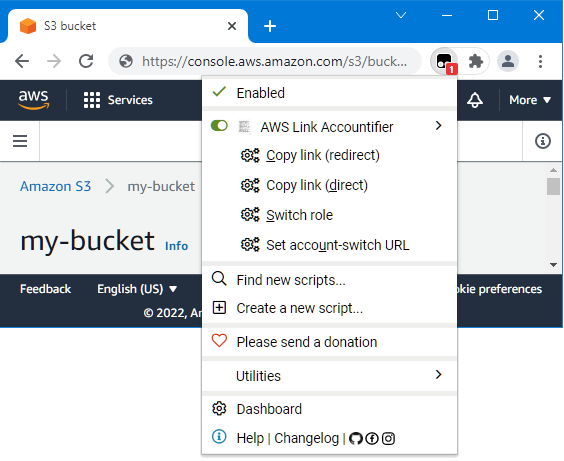 S3 bucket
https://console.aws.amazon.com/s3/buck...
1
aws
Services
More
Enabled
AWS Link Accountifier
Copy link (redirect)
Copy link (direct)
Switch role
Set account-switch URL
Find new scripts...
Create a new script...
Please send a donation
Utilities
Dashboard
Help | Changelog |
Amazon S3
my-bucket
my-bucket Info
Feedback
English (US)
kie preferences
© 2022, Am